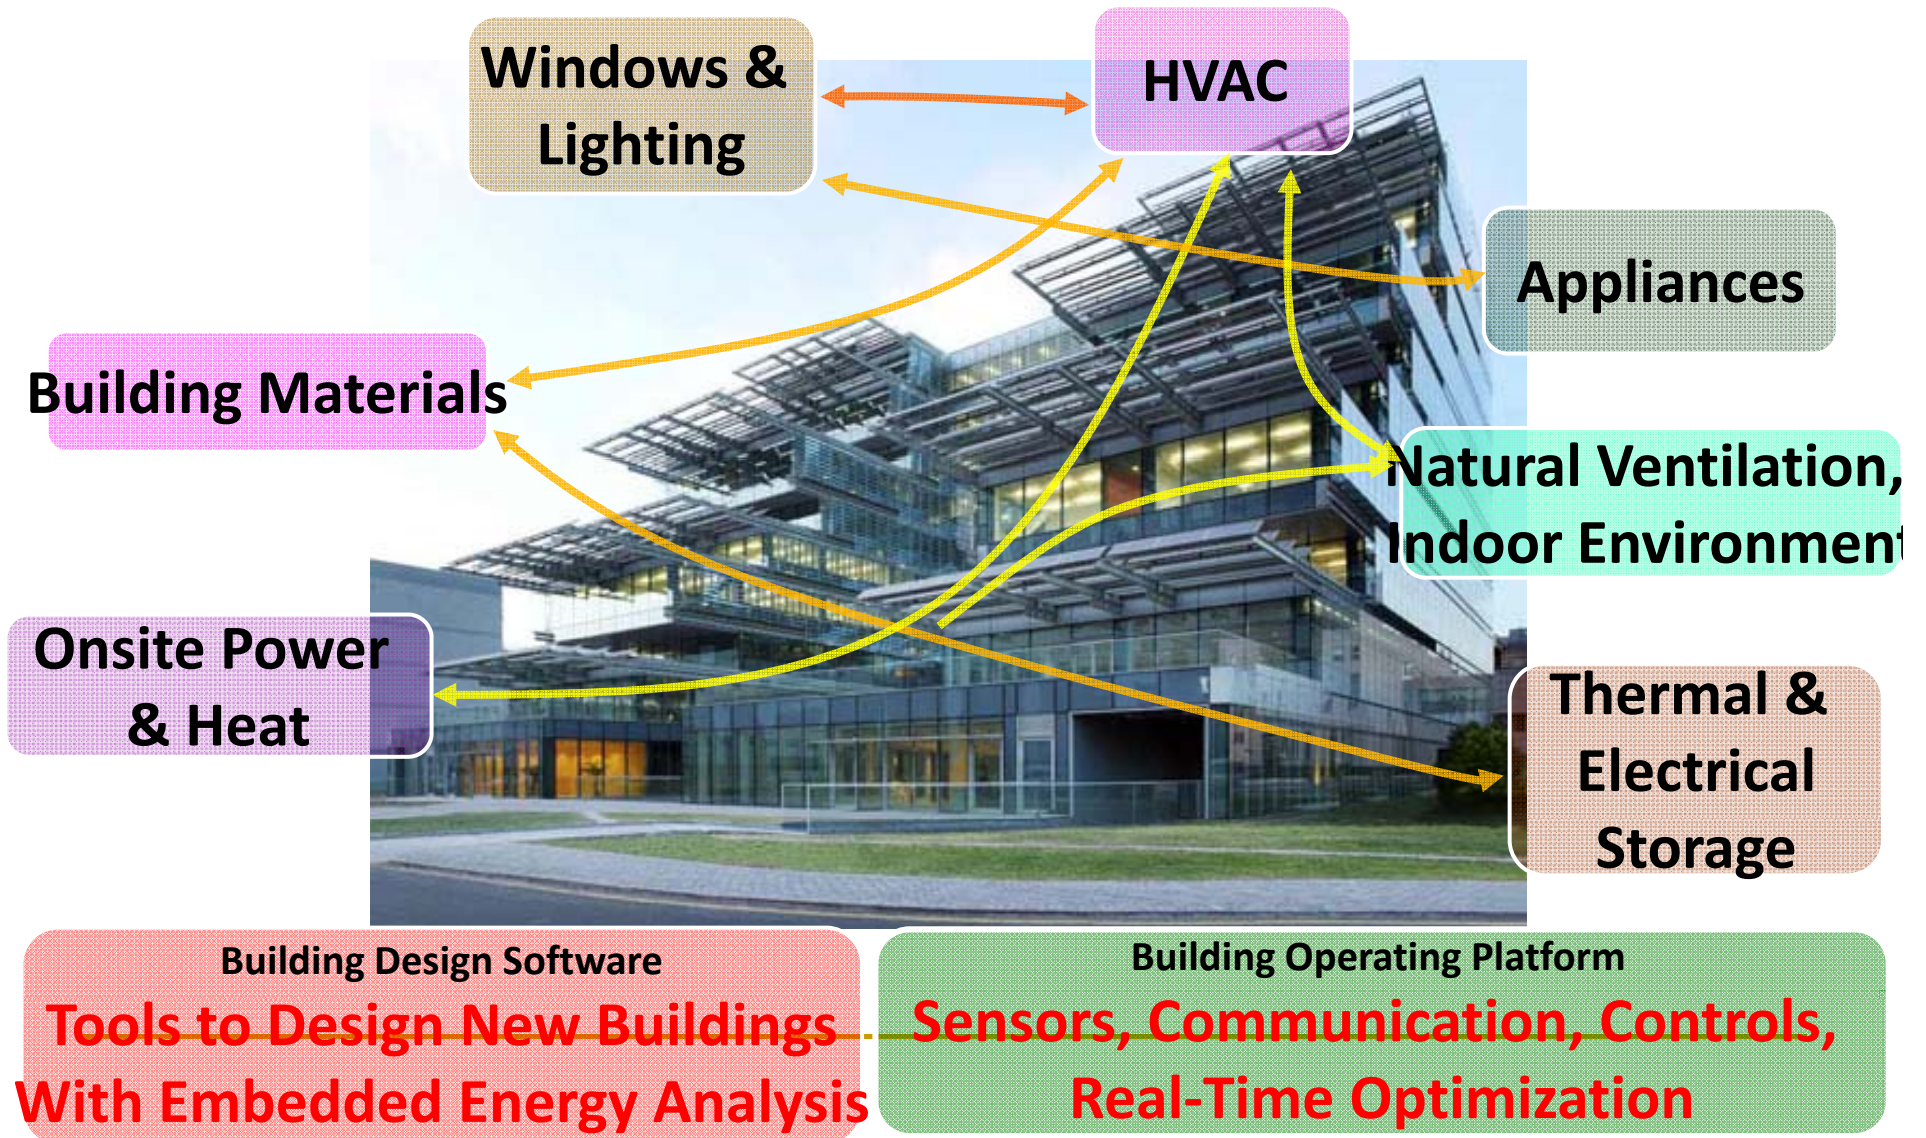 Windows &
Lighting
HVAC
Appliances
Building Materials
Natural Ventilation,
Indoor Environment
Onsite Power
& Heat
Thermal &
Electrical
Storage
Building Design Software
Tools to Design New Buildings
With Embedded Energy Analysis
Building Operating Platform
Sensors, Communication, Controls,
Real-Time Optimization